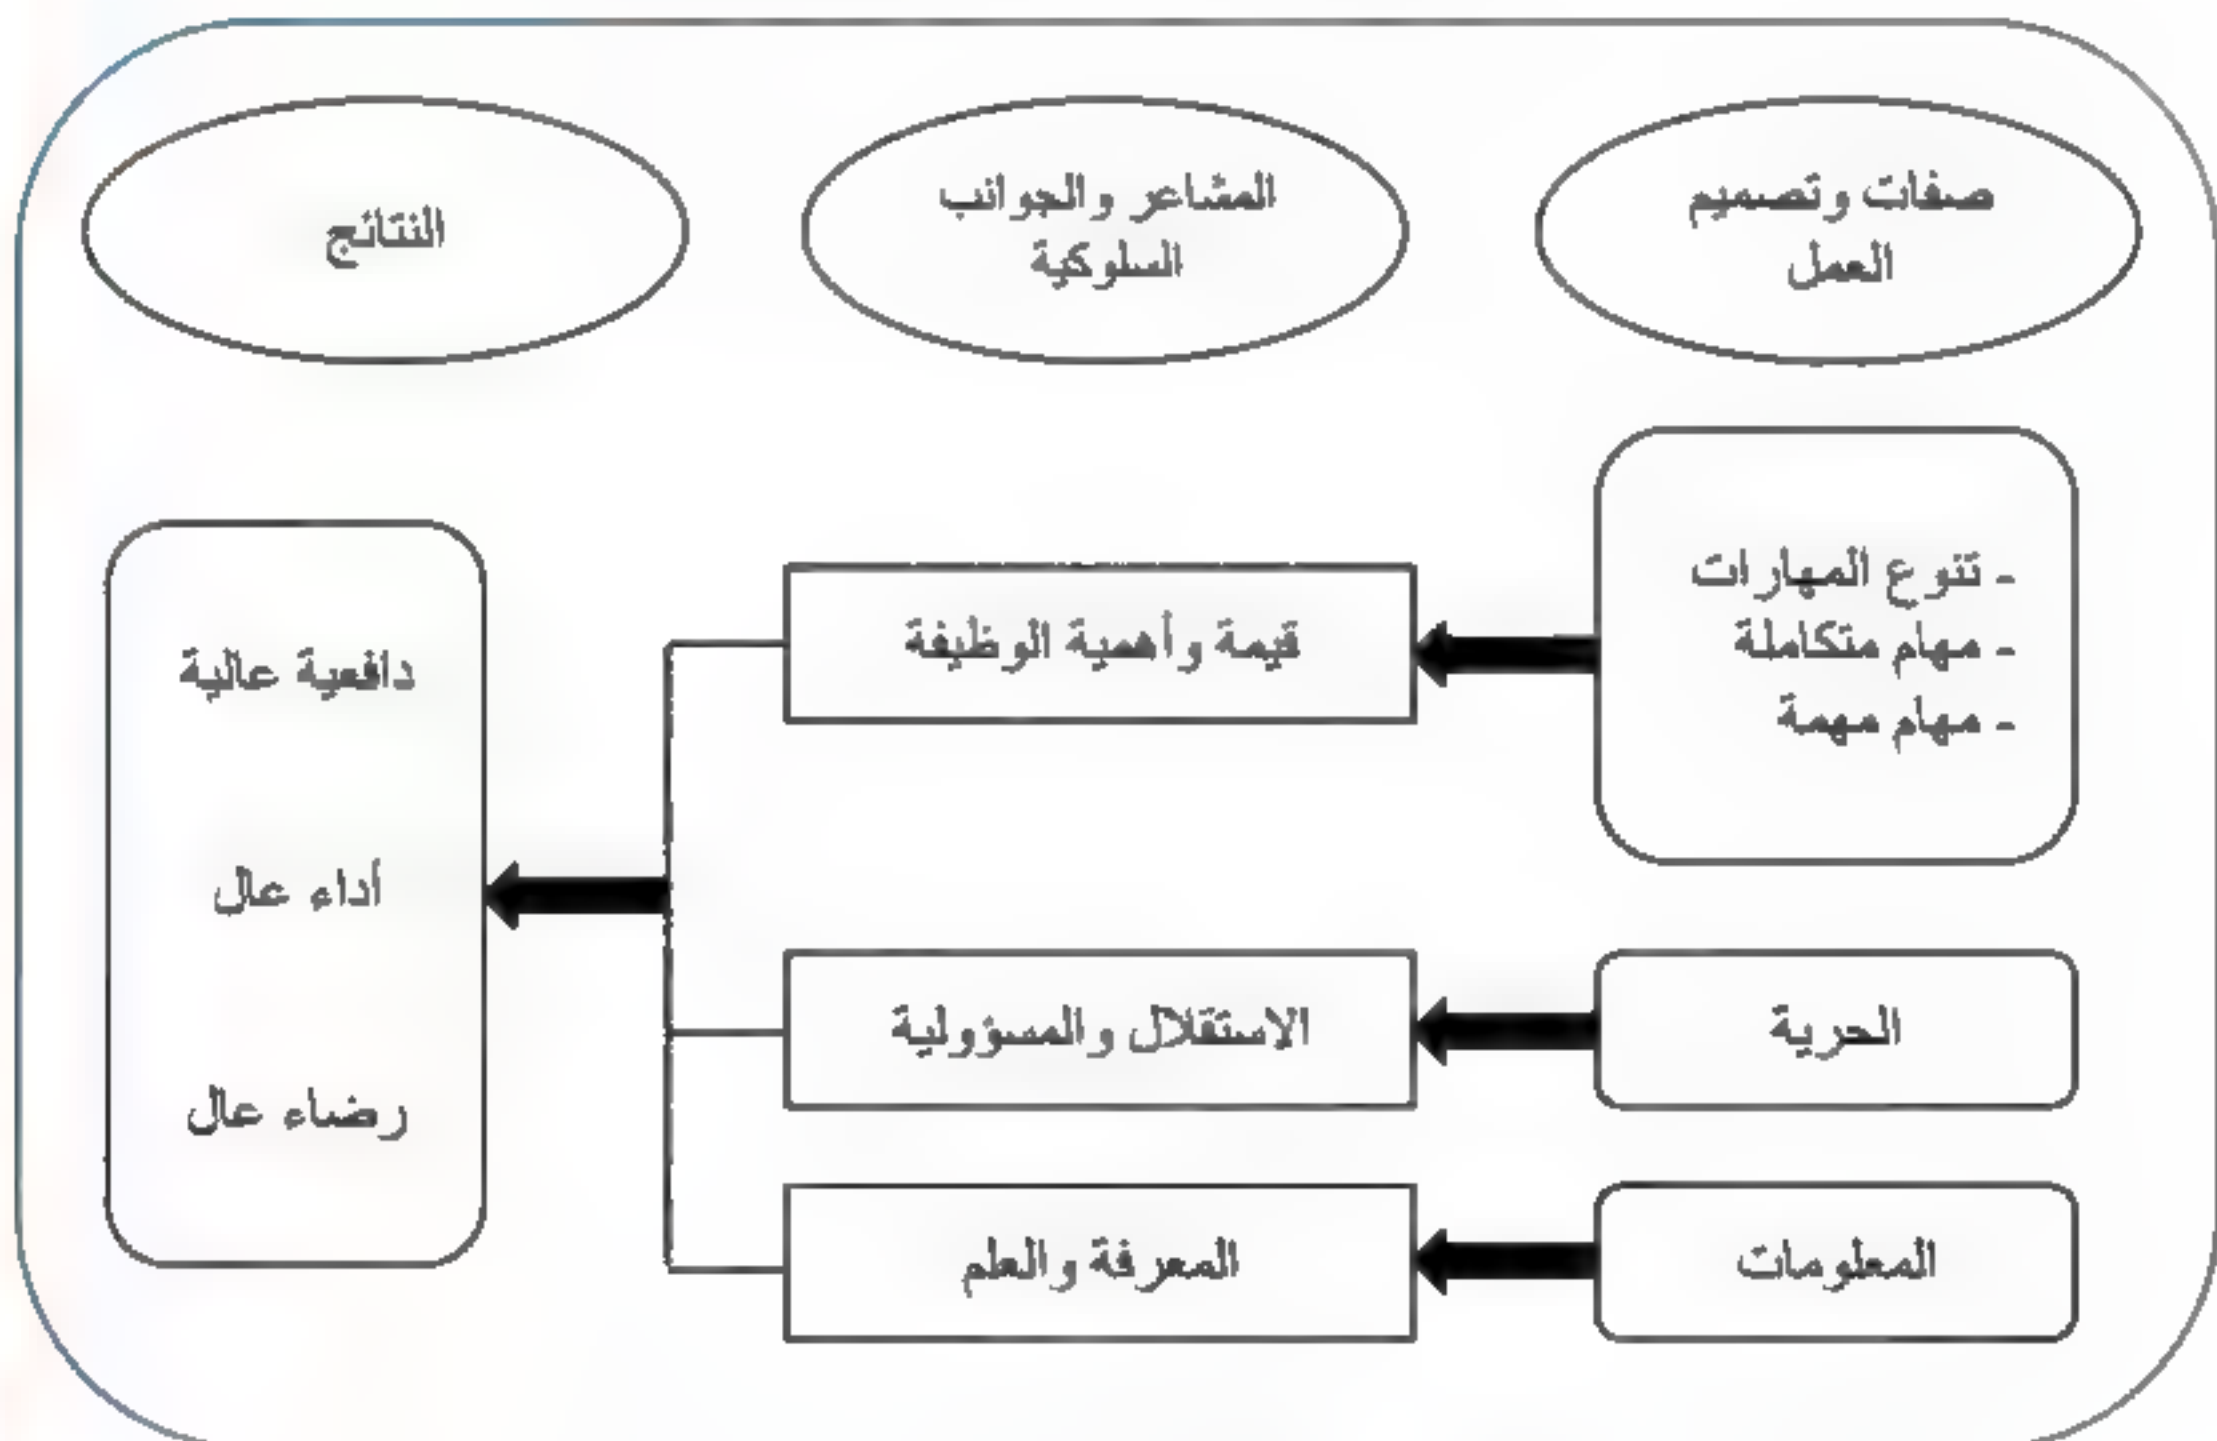 صفات وتصميم
العمل
المشاعر والجوانب
السلوكية
النتائج
- تنوع المهارات
- مهام متكاملة
- مهام مهمة
قيمة وأهمية الوظيفة
دافعية عالية
أداء عال
رضاء عال
الحرية
الاستقلال والمسؤولية
المعلومات
المعرفة والعلم